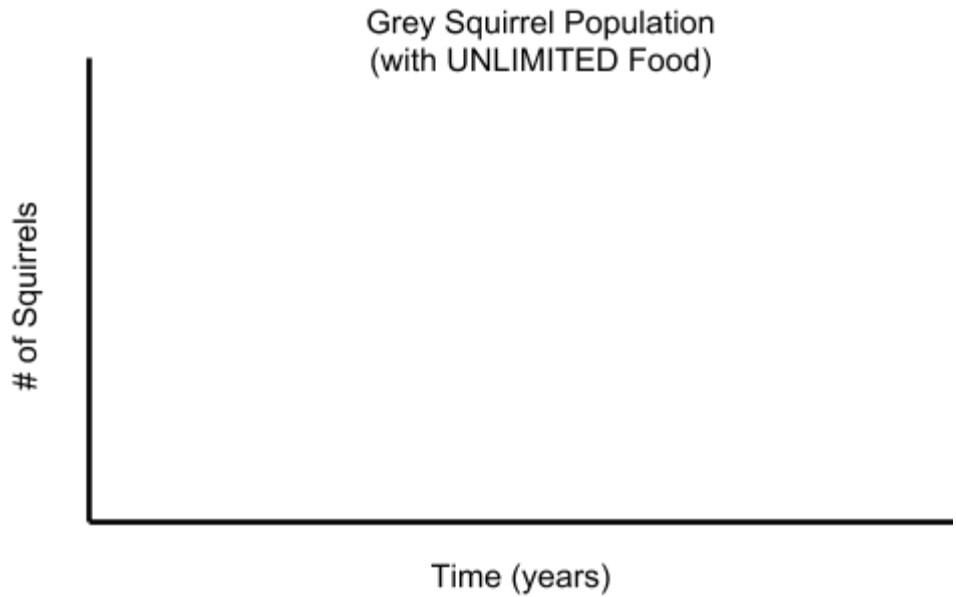 Grey Squirrel Population
(with UNLIMITED Food)
# of Squirrels
Time (years)